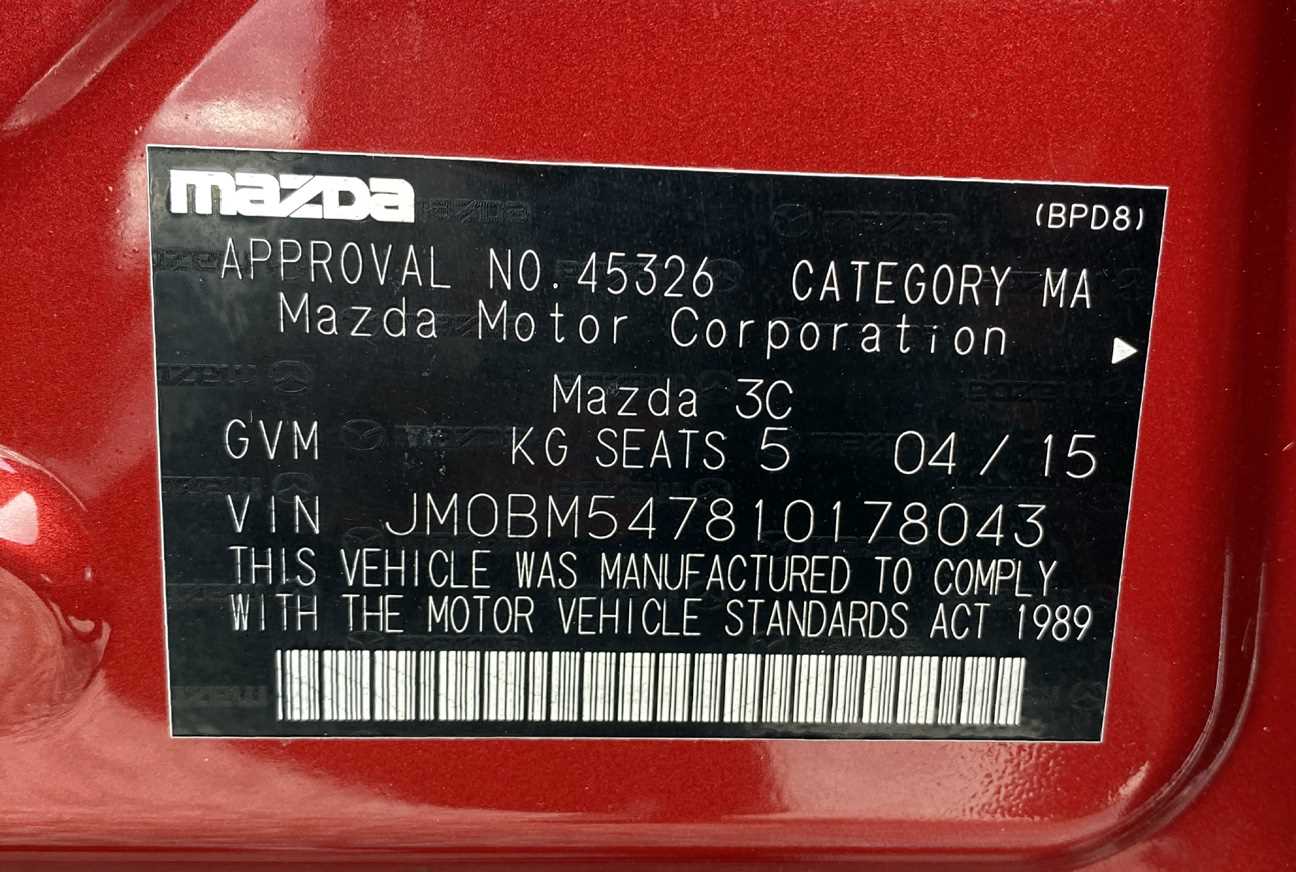 mazda
(BPD8)
APPROVAL NO.45326 CATEGORY MA
Mazda Motor Corporation
Mazda 3C
GVM KG SEATS 5 04/15
VIN JM0BM547810178043
THIS VEHICLE WAS MANUFACTURED TO COMPLY
WITH THE MOTOR VEHICLE STANDARDS ACT 1989